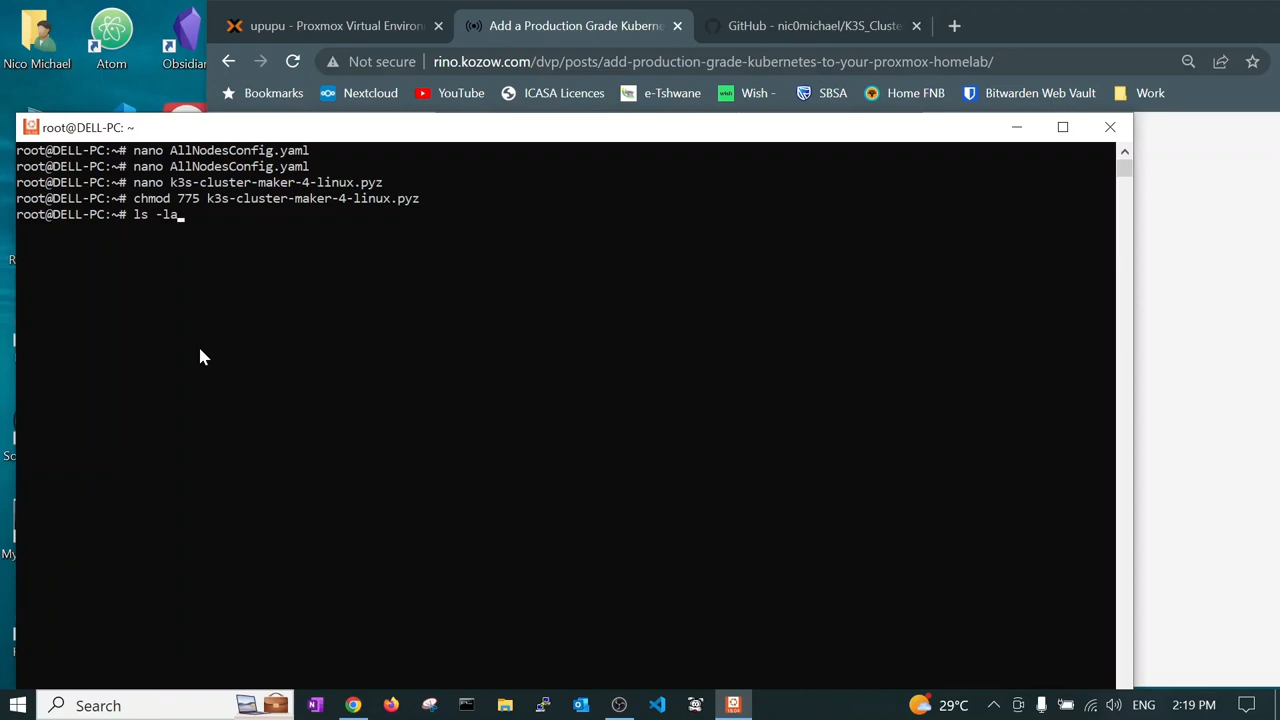 Nico Michael
Atom
Obsidian
upupu - Proxmox Virtual Environ
Add a Production Grade Kuberne
GitHub - nic0michael/K3S_Cluste
Not secure
rino.kozow.com/dvp/posts/add-production-grade-kubernetes-to-your-proxmox-homelab/
Bookmarks
Nextcloud
YouTube
ICASA Licences
e-Tshwane
Wish -
SBSA
Home FNB
Bitwarden Web Vault
Work
root@DELL-PC: ~
root@DELL-PC:~# nano AllNodesConfig.yaml
root@DELL-PC:~# nano AllNodesConfig.yaml
root@DELL-PC:~# nano k3s-cluster-maker-4-linux.pyz
root@DELL-PC:~# chmod 775 k3s-cluster-maker-4-linux.pyz
root@DELL-PC:~# ls -la
R
Sc
My
Search
29°C
ENG
2:19 PM